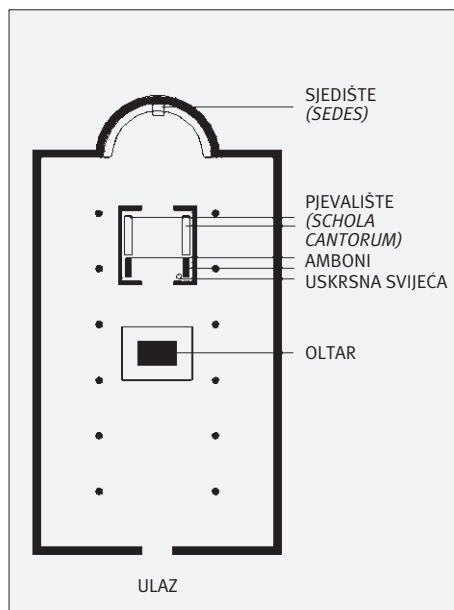 SJEDIŠTE
(SEDES)
PJEVALIŠTE
(SCHOLA
CANTORUM)
AMBONI
USKRSNA SVIJEĆA
OLTAR
ULAZ